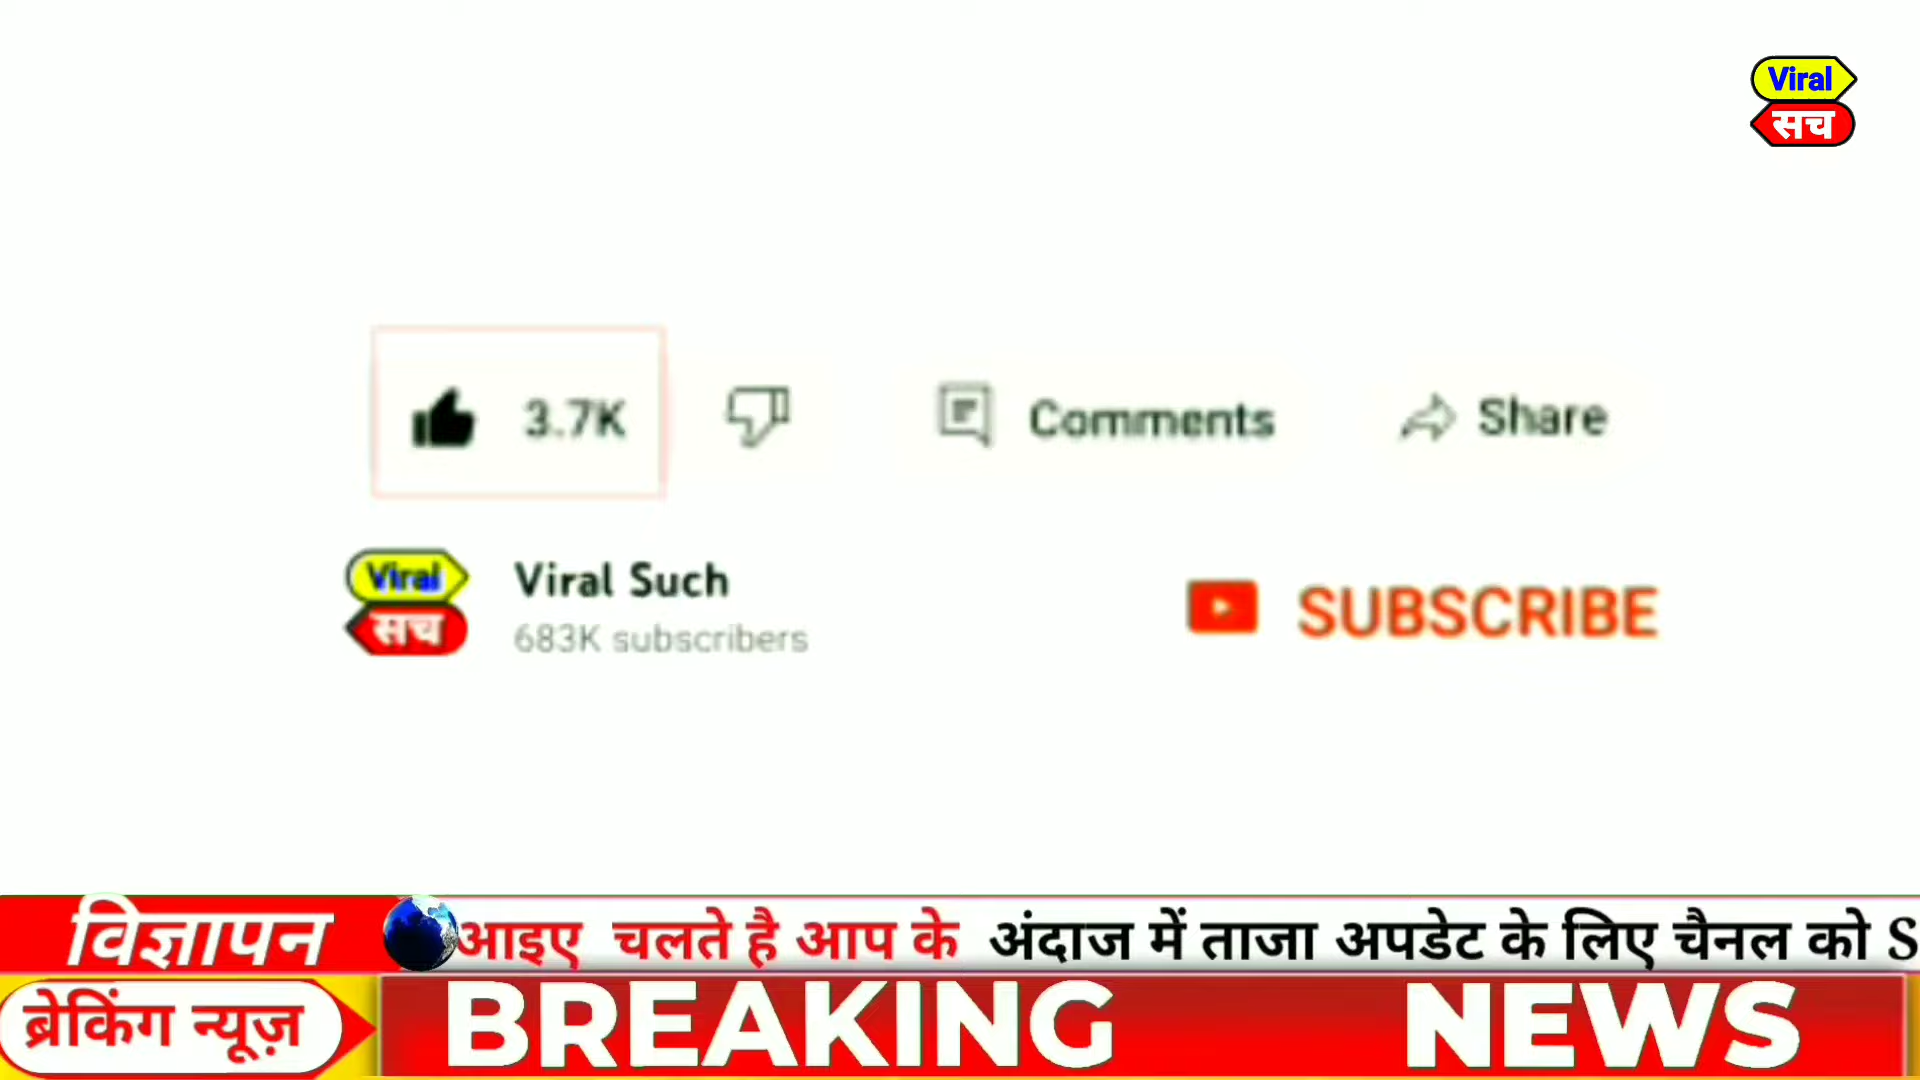 Viral
सच
3.7K
Comments
Share
Viral
सच
Viral Such
683K subscribers
SUBSCRIBE
विज्ञापन
आइए चलते है आप के अंदाज में ताजा अपडेट के लिए चैनल को S
ब्रेकिंग न्यूज़
BREAKING NEWS